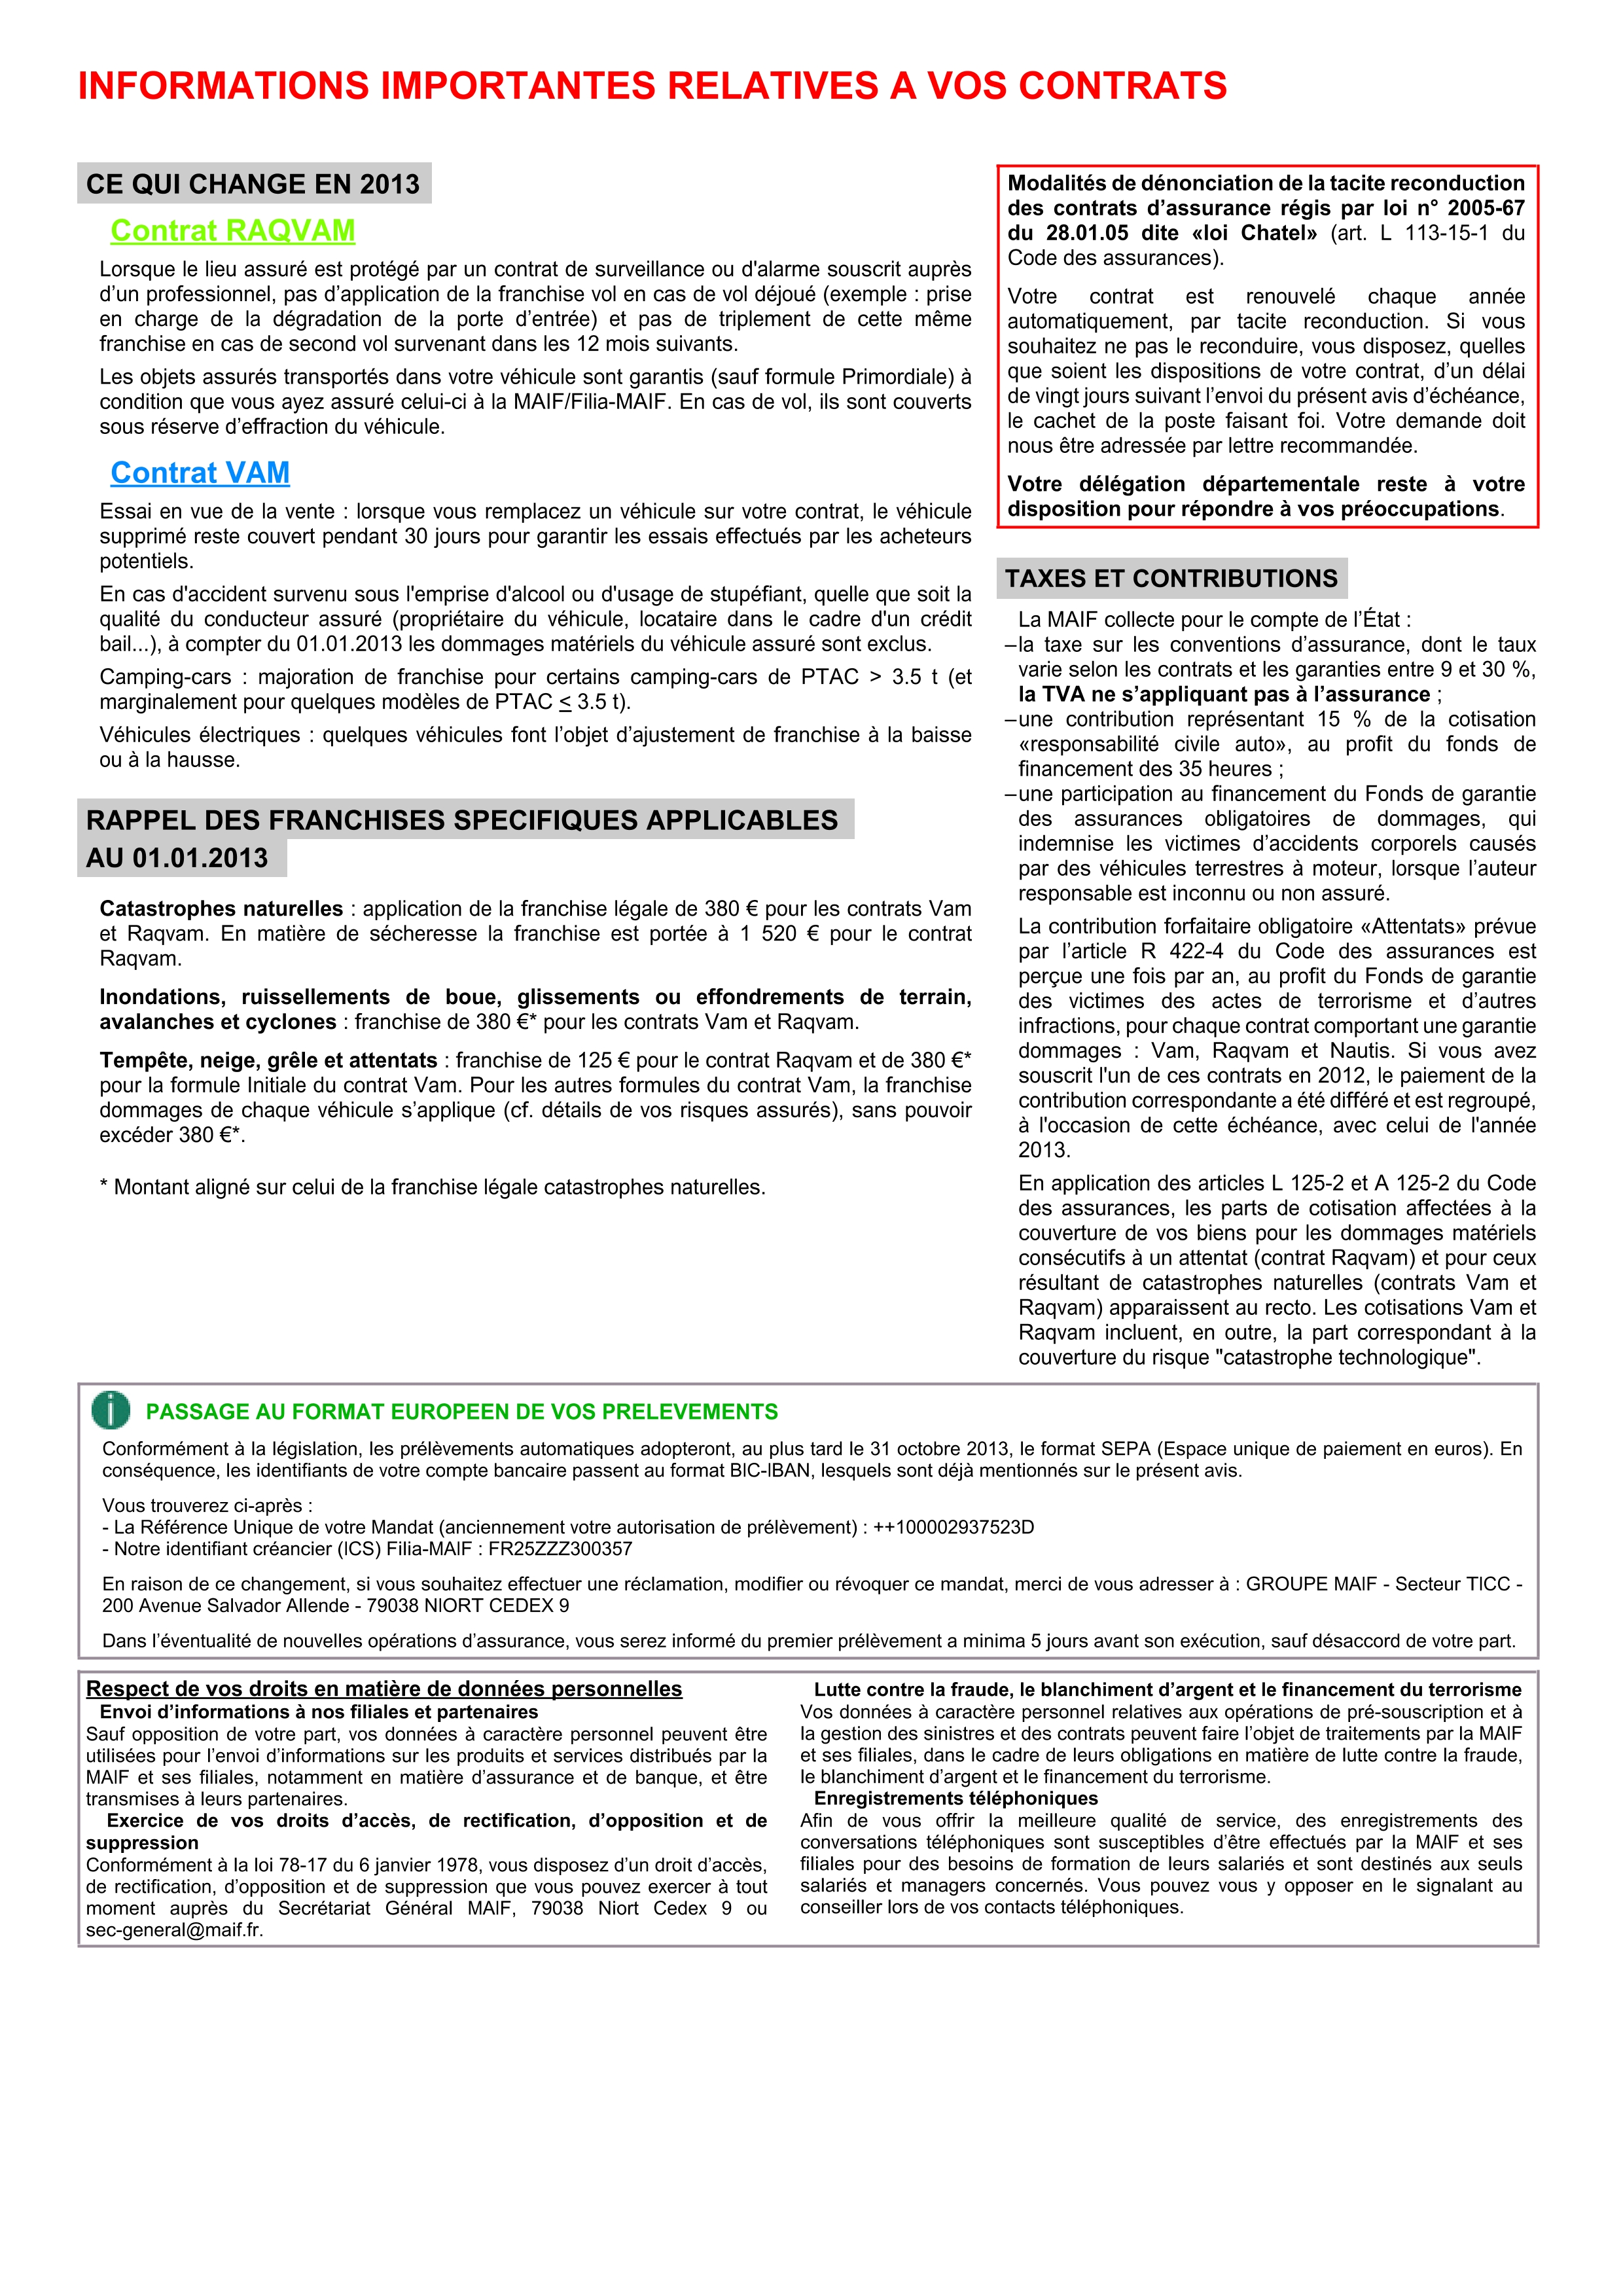 INFORMATIONS IMPORTANTES RELATIVES A VOS CONTRATS
CE QUI CHANGE EN 2013
Contrat RAQVAM
Lorsque le lieu assuré est protégé par un contrat de surveillance ou d'alarme souscrit auprès
d’un professionnel, pas d’application de la franchise vol en cas de vol déjoué (exemple : prise
en charge de la dégradation de la porte d’entrée) et pas de triplement de cette même
franchise en cas de second vol survenant dans les 12 mois suivants.
Les objets assurés transportés dans votre véhicule sont garantis (sauf formule Primordiale) à
condition que vous ayez assuré celui-ci à la MAIF/Filia-MAIF. En cas de vol, ils sont couverts
sous réserve d’effraction du véhicule.
Contrat VAM
Essai en vue de la vente : lorsque vous remplacez un véhicule sur votre contrat, le véhicule
supprimé reste couvert pendant 30 jours pour garantir les essais effectués par les acheteurs
potentiels.
En cas d'accident survenu sous l'emprise d'alcool ou d'usage de stupéfiant, quelle que soit la
qualité du conducteur assuré (propriétaire du véhicule, locataire dans le cadre d'un crédit
bail...), à compter du 01.01.2013 les dommages matériels du véhicule assuré sont exclus.
Camping-cars : majoration de franchise pour certains camping-cars de PTAC > 3.5 t (et
marginalement pour quelques modèles de PTAC ≤ 3.5 t).
Véhicules électriques : quelques véhicules font l’objet d’ajustement de franchise à la baisse
ou à la hausse.
RAPPEL DES FRANCHISES SPECIFIQUES APPLICABLES
AU 01.01.2013
Catastrophes naturelles : application de la franchise légale de 380 € pour les contrats Vam
et Raqvam. En matière de sécheresse la franchise est portée à 1 520 € pour le contrat
Raqvam.
Inondations, ruissellements de boue, glissements ou effondrements de terrain,
avalanches et cyclones : franchise de 380 €* pour les contrats Vam et Raqvam.
Tempête, neige, grêle et attentats : franchise de 125 € pour le contrat Raqvam et de 380 €*
pour la formule Initiale du contrat Vam. Pour les autres formules du contrat Vam, la franchise
dommages de chaque véhicule s’applique (cf. détails de vos risques assurés), sans pouvoir
excéder 380 €*.
* Montant aligné sur celui de la franchise légale catastrophes naturelles.
Modalités de dénonciation de la tacite reconduction
des contrats d’assurance régis par loi n° 2005-67
du 28.01.05 dite «loi Chatel» (art. L 113-15-1 du
Code des assurances).
Votre contrat est renouvelé chaque année
automatiquement, par tacite reconduction. Si vous
souhaitez ne pas le reconduire, vous disposez, quelles
que soient les dispositions de votre contrat, d’un délai
de vingt jours suivant l’envoi du présent avis d’échéance,
le cachet de la poste faisant foi. Votre demande doit
nous être adressée par lettre recommandée.
Votre délégation départementale reste à votre
disposition pour répondre à vos préoccupations.
TAXES ET CONTRIBUTIONS
La MAIF collecte pour le compte de l’État :
–la taxe sur les conventions d’assurance, dont le taux
varie selon les contrats et les garanties entre 9 et 30 %,
la TVA ne s’appliquant pas à l’assurance ;
–une contribution représentant 15 % de la cotisation
«responsabilité civile auto», au profit du fonds de
financement des 35 heures ;
–une participation au financement du Fonds de garantie
des assurances obligatoires de dommages, qui
indemnise les victimes d’accidents corporels causés
par des véhicules terrestres à moteur, lorsque l’auteur
responsable est inconnu ou non assuré.
La contribution forfaitaire obligatoire «Attentats» prévue
par l’article R 422-4 du Code des assurances est
perçue une fois par an, au profit du Fonds de garantie
des victimes des actes de terrorisme et d’autres
infractions, pour chaque contrat comportant une garantie
dommages : Vam, Raqvam et Nautis. Si vous avez
souscrit l'un de ces contrats en 2012, le paiement de la
contribution correspondante a été différé et est regroupé,
à l'occasion de cette échéance, avec celui de l'année
2013.
En application des articles L 125-2 et A 125-2 du Code
des assurances, les parts de cotisation affectées à la
couverture de vos biens pour les dommages matériels
consécutifs à un attentat (contrat Raqvam) et pour ceux
résultant de catastrophes naturelles (contrats Vam et
Raqvam) apparaissent au recto. Les cotisations Vam et
Raqvam incluent, en outre, la part correspondant à la
couverture du risque "catastrophe technologique".
i PASSAGE AU FORMAT EUROPEEN DE VOS PRELEVEMENTS
Conformément à la législation, les prélèvements automatiques adopteront, au plus tard le 31 octobre 2013, le format SEPA (Espace unique de paiement en euros). En
conséquence, les identifiants de votre compte bancaire passent au format BIC-IBAN, lesquels sont déjà mentionnés sur le présent avis.
Vous trouverez ci-après :
- La Référence Unique de votre Mandat (anciennement votre autorisation de prélèvement) : ++100002937523D
- Notre identifiant créancier (ICS) Filia-MAIF : FR25ZZZ300357
En raison de ce changement, si vous souhaitez effectuer une réclamation, modifier ou révoquer ce mandat, merci de vous adresser à : GROUPE MAIF - Secteur TICC -
200 Avenue Salvador Allende - 79038 NIORT CEDEX 9
Dans l’éventualité de nouvelles opérations d’assurance, vous serez informé du premier prélèvement a minima 5 jours avant son exécution, sauf désaccord de votre part.
Respect de vos droits en matière de données personnelles
Envoi d’informations à nos filiales et partenaires
Sauf opposition de votre part, vos données à caractère personnel peuvent être
utilisées pour l’envoi d’informations sur les produits et services distribués par la
MAIF et ses filiales, notamment en matière d’assurance et de banque, et être
transmises à leurs partenaires.
Exercice de vos droits d’accès, de rectification, d’opposition et de
suppression
Conformément à la loi 78-17 du 6 janvier 1978, vous disposez d’un droit d’accès,
de rectification, d’opposition et de suppression que vous pouvez exercer à tout
moment auprès du Secrétariat Général MAIF, 79038 Niort Cedex 9 ou
sec-general@maif.fr.
Lutte contre la fraude, le blanchiment d’argent et le financement du terrorisme
Vos données à caractère personnel relatives aux opérations de pré-souscription et à
la gestion des sinistres et des contrats peuvent faire l’objet de traitements par la MAIF
et ses filiales, dans le cadre de leurs obligations en matière de lutte contre la fraude,
le blanchiment d’argent et le financement du terrorisme.
Enregistrements téléphoniques
Afin de vous offrir la meilleure qualité de service, des enregistrements des
conversations téléphoniques sont susceptibles d’être effectués par la MAIF et ses
filiales pour des besoins de formation de leurs salariés et sont destinés aux seuls
salariés et managers concernés. Vous pouvez vous y opposer en le signalant au
conseiller lors de vos contacts téléphoniques.